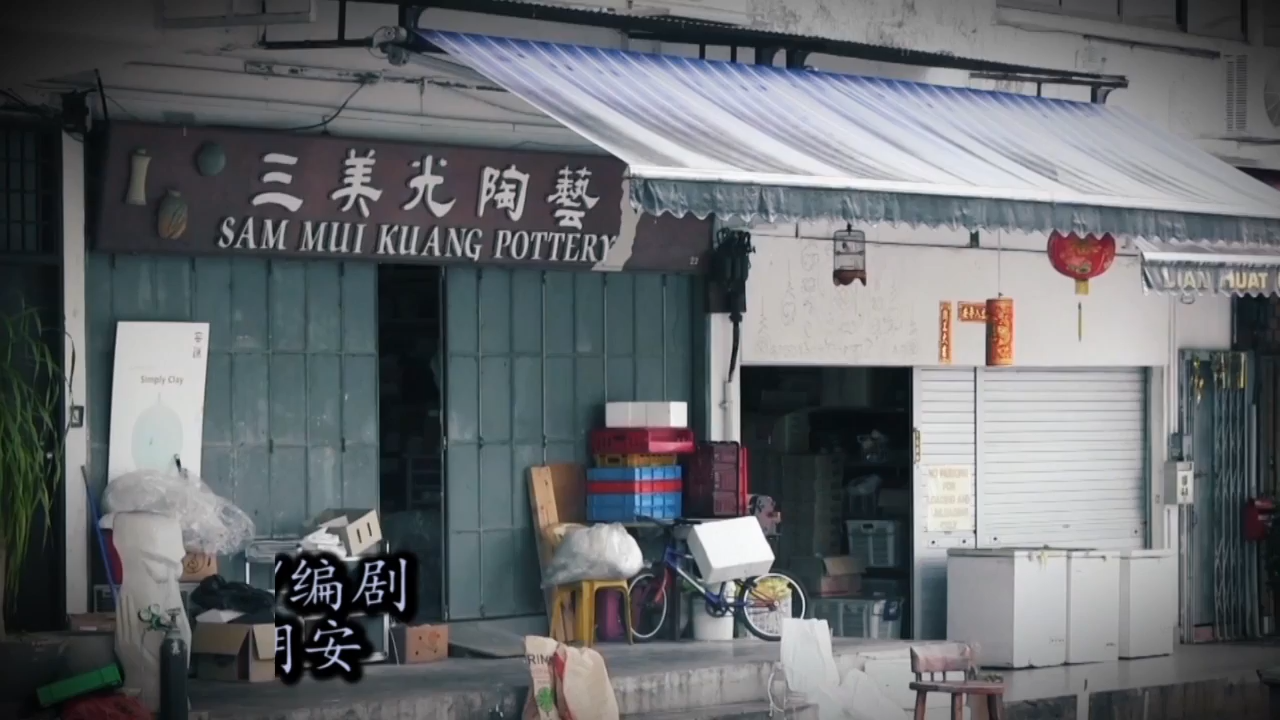 三美光陶藝
SAM MUI KUANG POTTERY
22
LIAN HUAT
Simply Clay
NO PARKING
FOR
LOADING AND
UNLOADING
ONLY
编剧
安